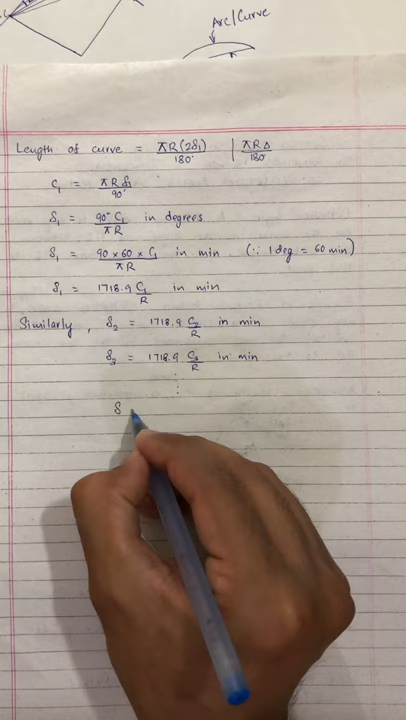 Arc/Curve
Length of curve = πR(2δ₁)/180° | πRΔ/180
C₁ = πRδ₁/90°
δ₁ = 90° C₁/πR in degrees
δ₁ = 90 x 60 x C₁/πR in min (∵ 1 deg = 60 min)
δ₁ = 1718.9 C₁/R in min
Similarly, δ₂ = 1718.9 C₂/R in min
δ₃ = 1718.9 C₃/R in min
⋮
δ